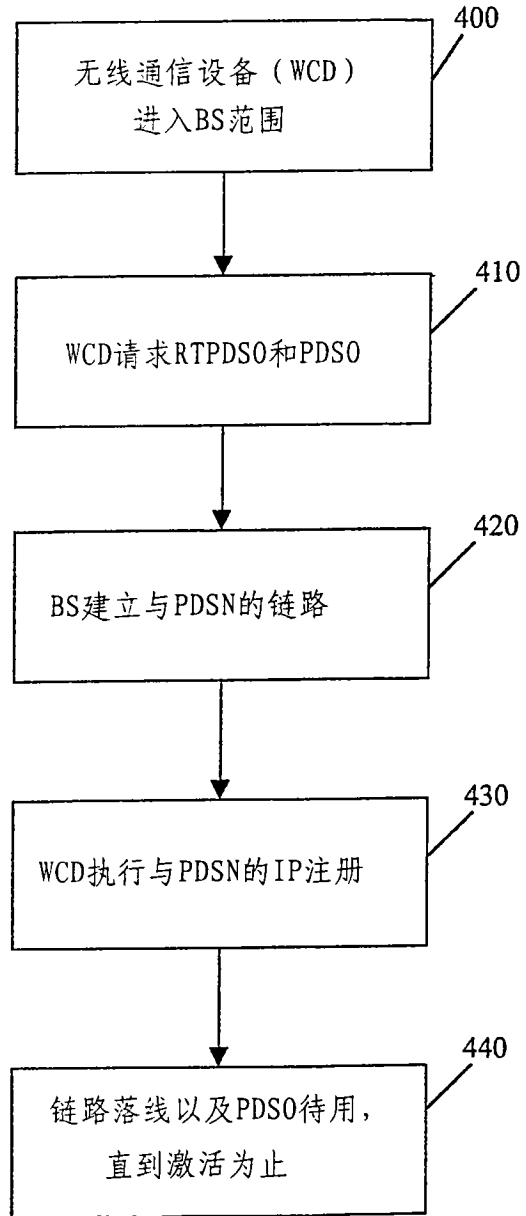 400
无线通信设备（WCD）
进入BS范围
410
WCD请求RTPDSO和PDSO
420
BS建立与PDSN的链路
430
WCD执行与PDSN的IP注册
440
链路落线以及PDSO待用，
直到激活为止